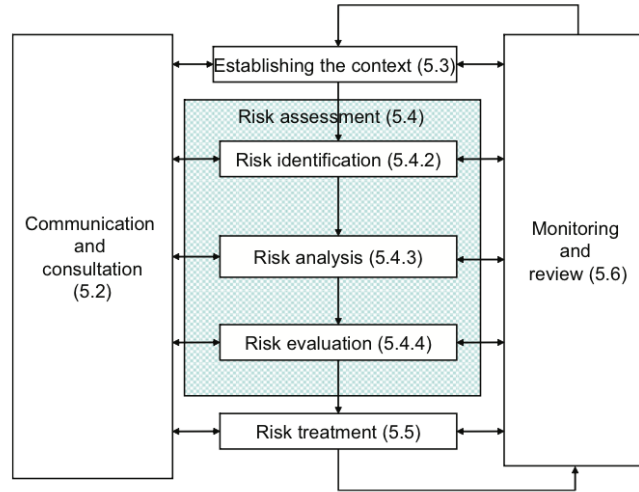 Establishing the context (5.3)
Risk assessment (5.4)
Risk identification (5.4.2)
Communication
and
consultation
(5.2)
Risk analysis (5.4.3)
Monitoring
and
review (5.6)
Risk evaluation (5.4.4)
Risk treatment (5.5)